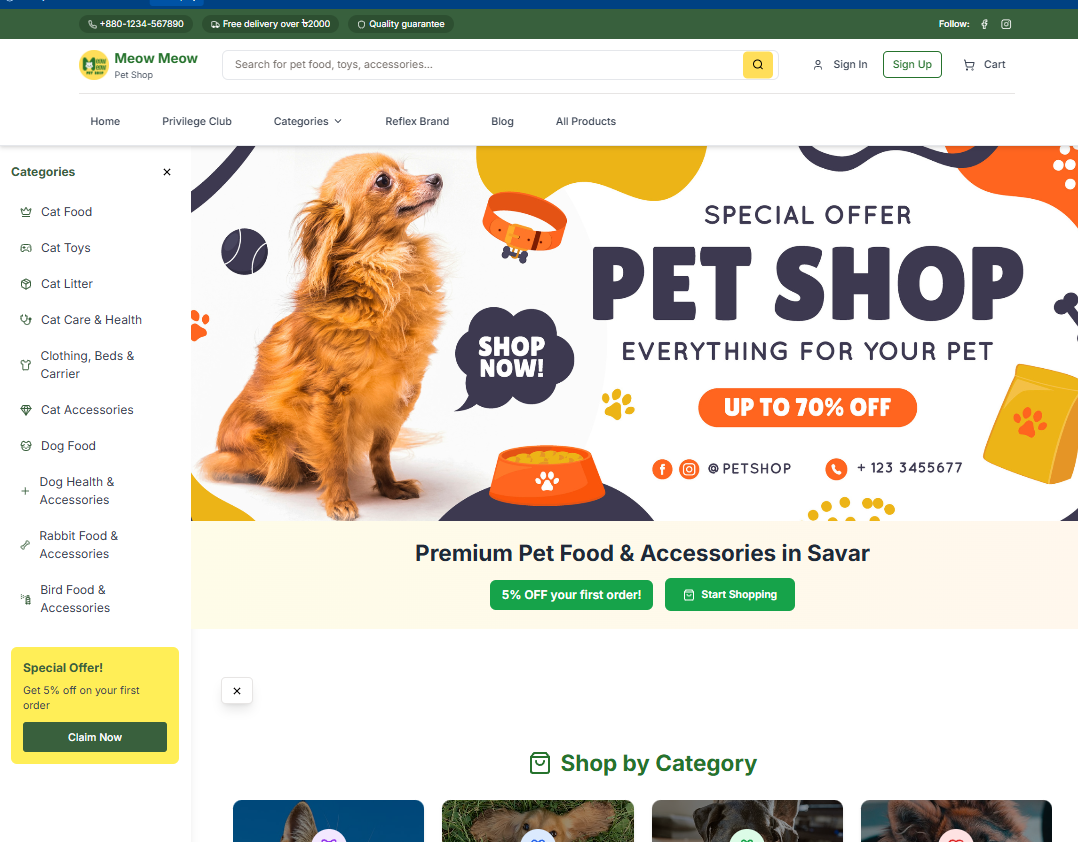 +880-1234-567890
Free delivery over ৳2000
Quality guarantee
Follow:
Meow Meow
Pet Shop
Search for pet food, toys, accessories...
Sign In
Sign Up
Cart
Home
Privilege Club
Categories
Reflex Brand
Blog
All Products
Categories
Cat Food
Cat Toys
Cat Litter
Cat Care & Health
Clothing, Beds &
Carrier
Cat Accessories
Dog Food
Dog Health &
Accessories
Rabbit Food &
Accessories
Bird Food &
Accessories
Special Offer!
Get 5% off on your first
order
Claim Now
SPECIAL OFFER
PET SHOP
EVERYTHING FOR YOUR PET
SHOP
NOW!
UP TO 70% OFF
@PETSHOP
+ 123 3455677
Premium Pet Food & Accessories in Savar
5% OFF your first order!
Start Shopping
Shop by Category